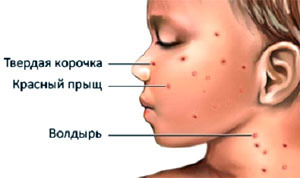 Твердая корочка
Красный прыщ
Волдырь